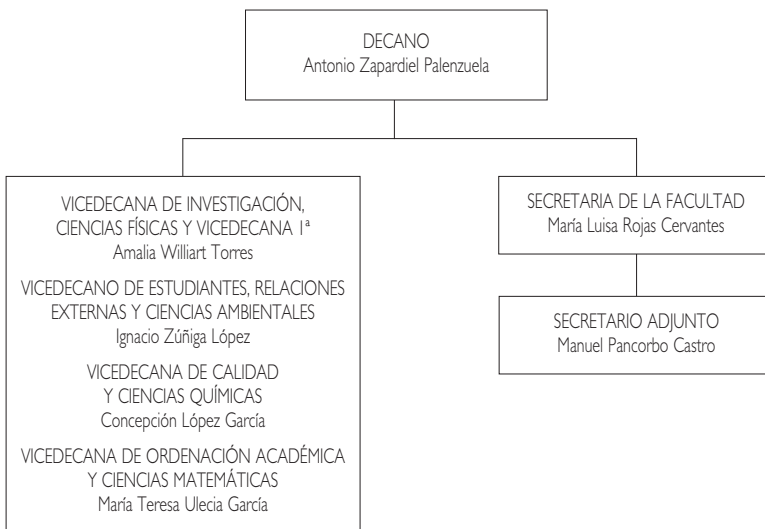 DECANO
Antonio Zapardiel Palenzuela
VICEDECANA DE INVESTIGACIÓN,
CIENCIAS FÍSICAS Y VICEDECANA 1ª
Amalia Williart Torres
VICEDECANO DE ESTUDIANTES, RELACIONES
EXTERNAS Y CIENCIAS AMBIENTALES
Ignacio Zúñiga López
VICEDECANA DE CALIDAD
Y CIENCIAS QUÍMICAS
Concepción López García
VICEDECANA DE ORDENACIÓN ACADÉMICA
Y CIENCIAS MATEMÁTICAS
María Teresa Ulecia García
SECRETARIA DE LA FACULTAD
María Luisa Rojas Cervantes
SECRETARIO ADJUNTO
Manuel Pancorbo Castro